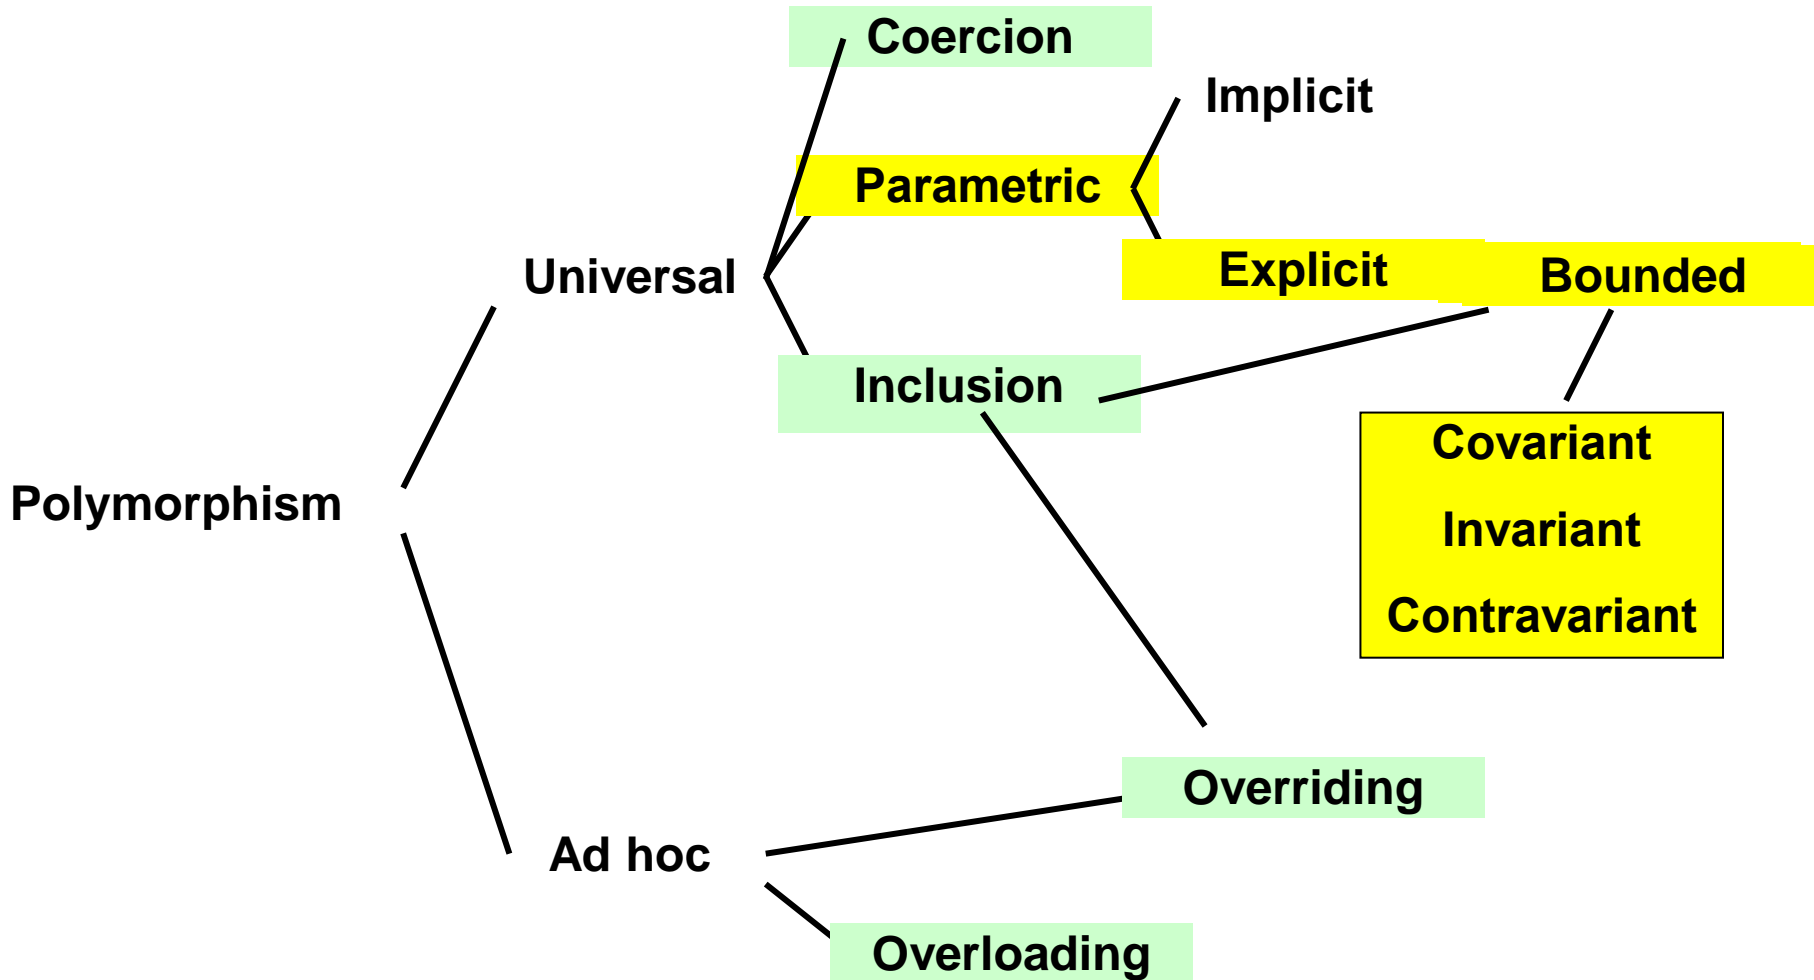 Coercion
Implicit
Parametric
Universal
Explicit
Bounded
Inclusion
Covariant
Polymorphism
Invariant
Contravariant
Overriding
Ad hoc
Overloading